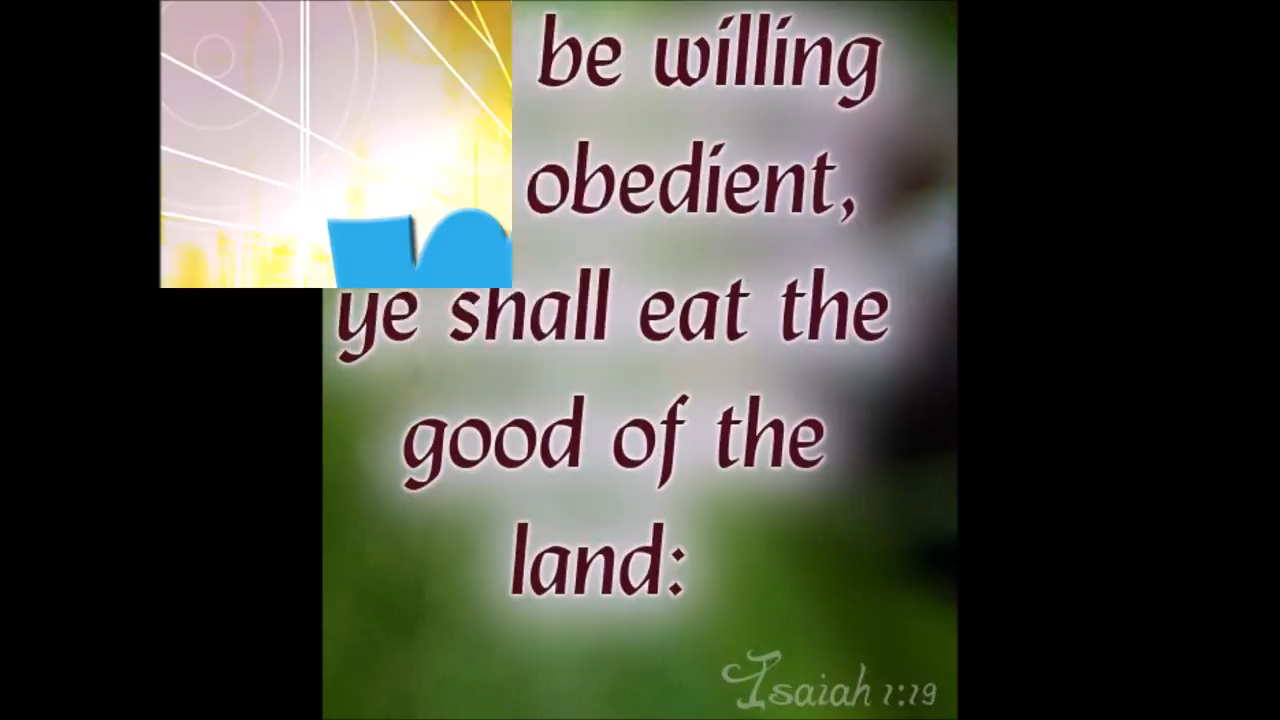 be willing
obedient,
ye shall eat the
good of the
land:
Isaiah 1:19